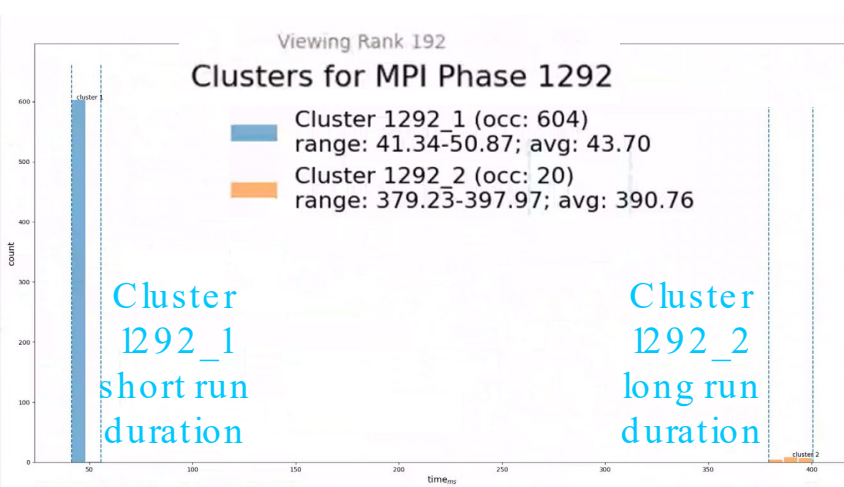 Viewing Rank 192
Clusters for MPI Phase 1292
Cluster 1292_1 (occ: 604)
range: 41.34-50.87; avg: 43.70
Cluster 1292_2 (occ: 20)
range: 379.23-397.97; avg: 390.76
cluster 1
600
500
400
300
200
100
0
count
Cluster
1292_1
short run
duration
Cluster
1292_2
long run
duration
cluster 2
50
100
150
200
250
300
350
400
time_ms